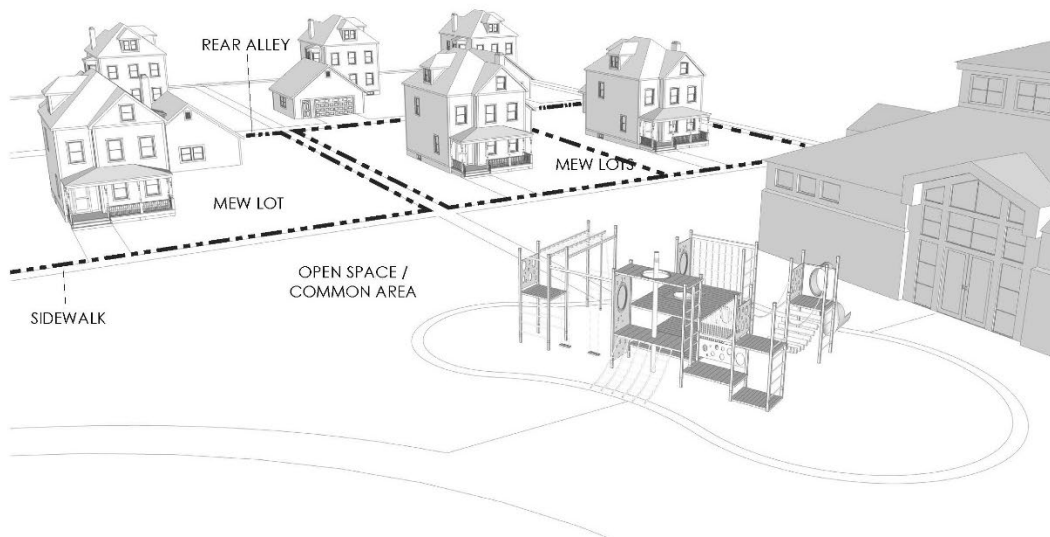 REAR ALLEY
MEW LOTS
MEW LOT
OPEN SPACE /
COMMON AREA
SIDEWALK